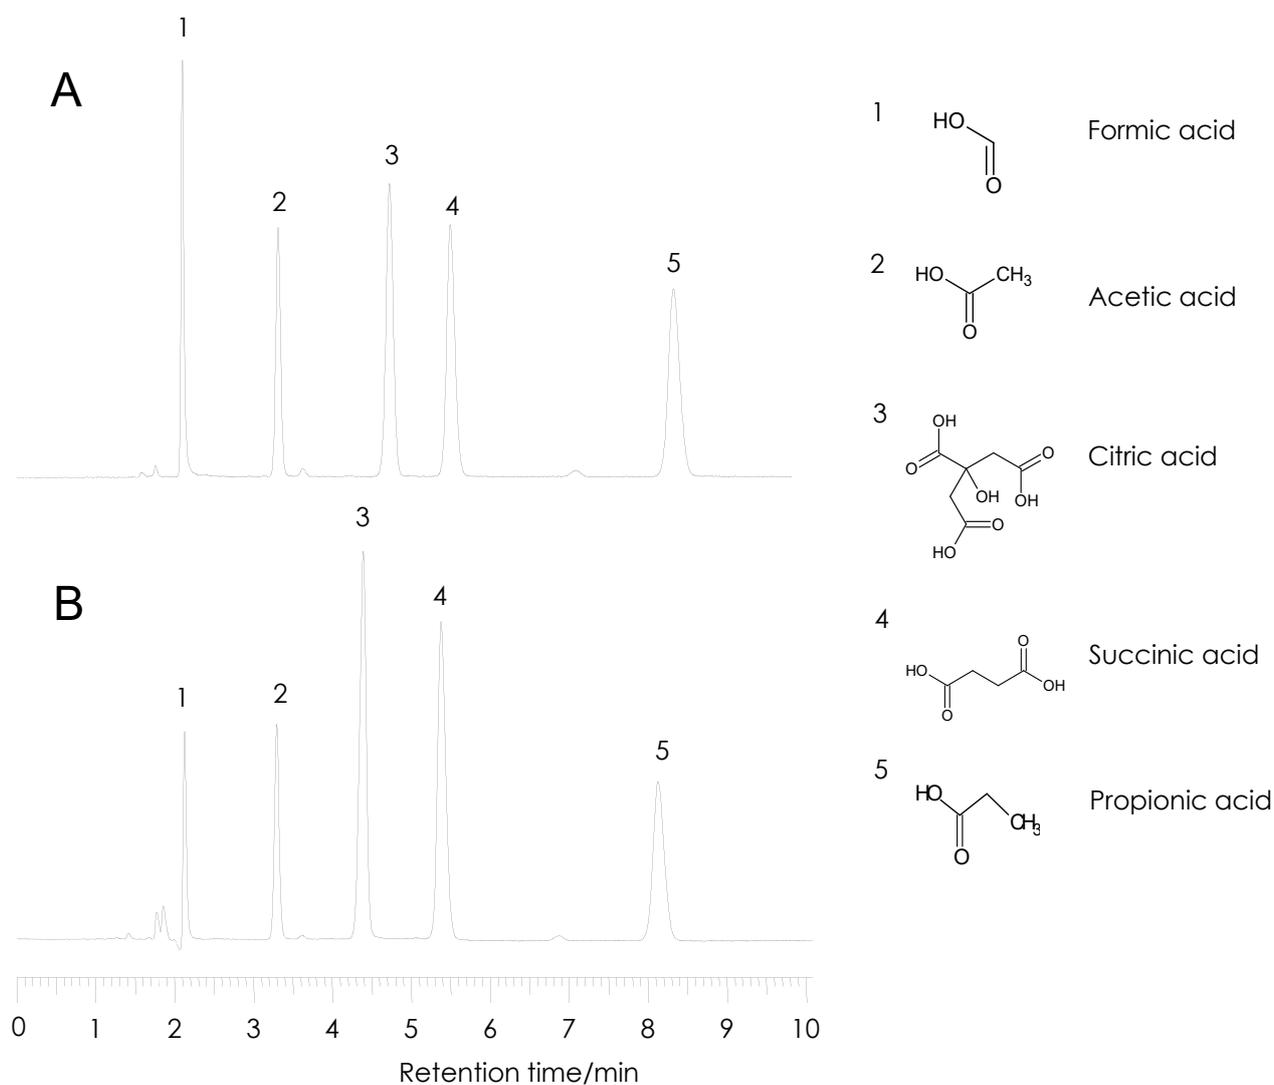 A
1
2
3
4
5
B
1
2
3
4
5
0 1 2 3 4 5 6 7 8 9 10
Retention time/min
1
HO
O
Formic acid
2
HO
CH3
O
Acetic acid
3
OH
O
O
OH
OH
O
HO
Citric acid
4
O
HO
OH
O
Succinic acid
5
HO
CH3
O
Propionic acid